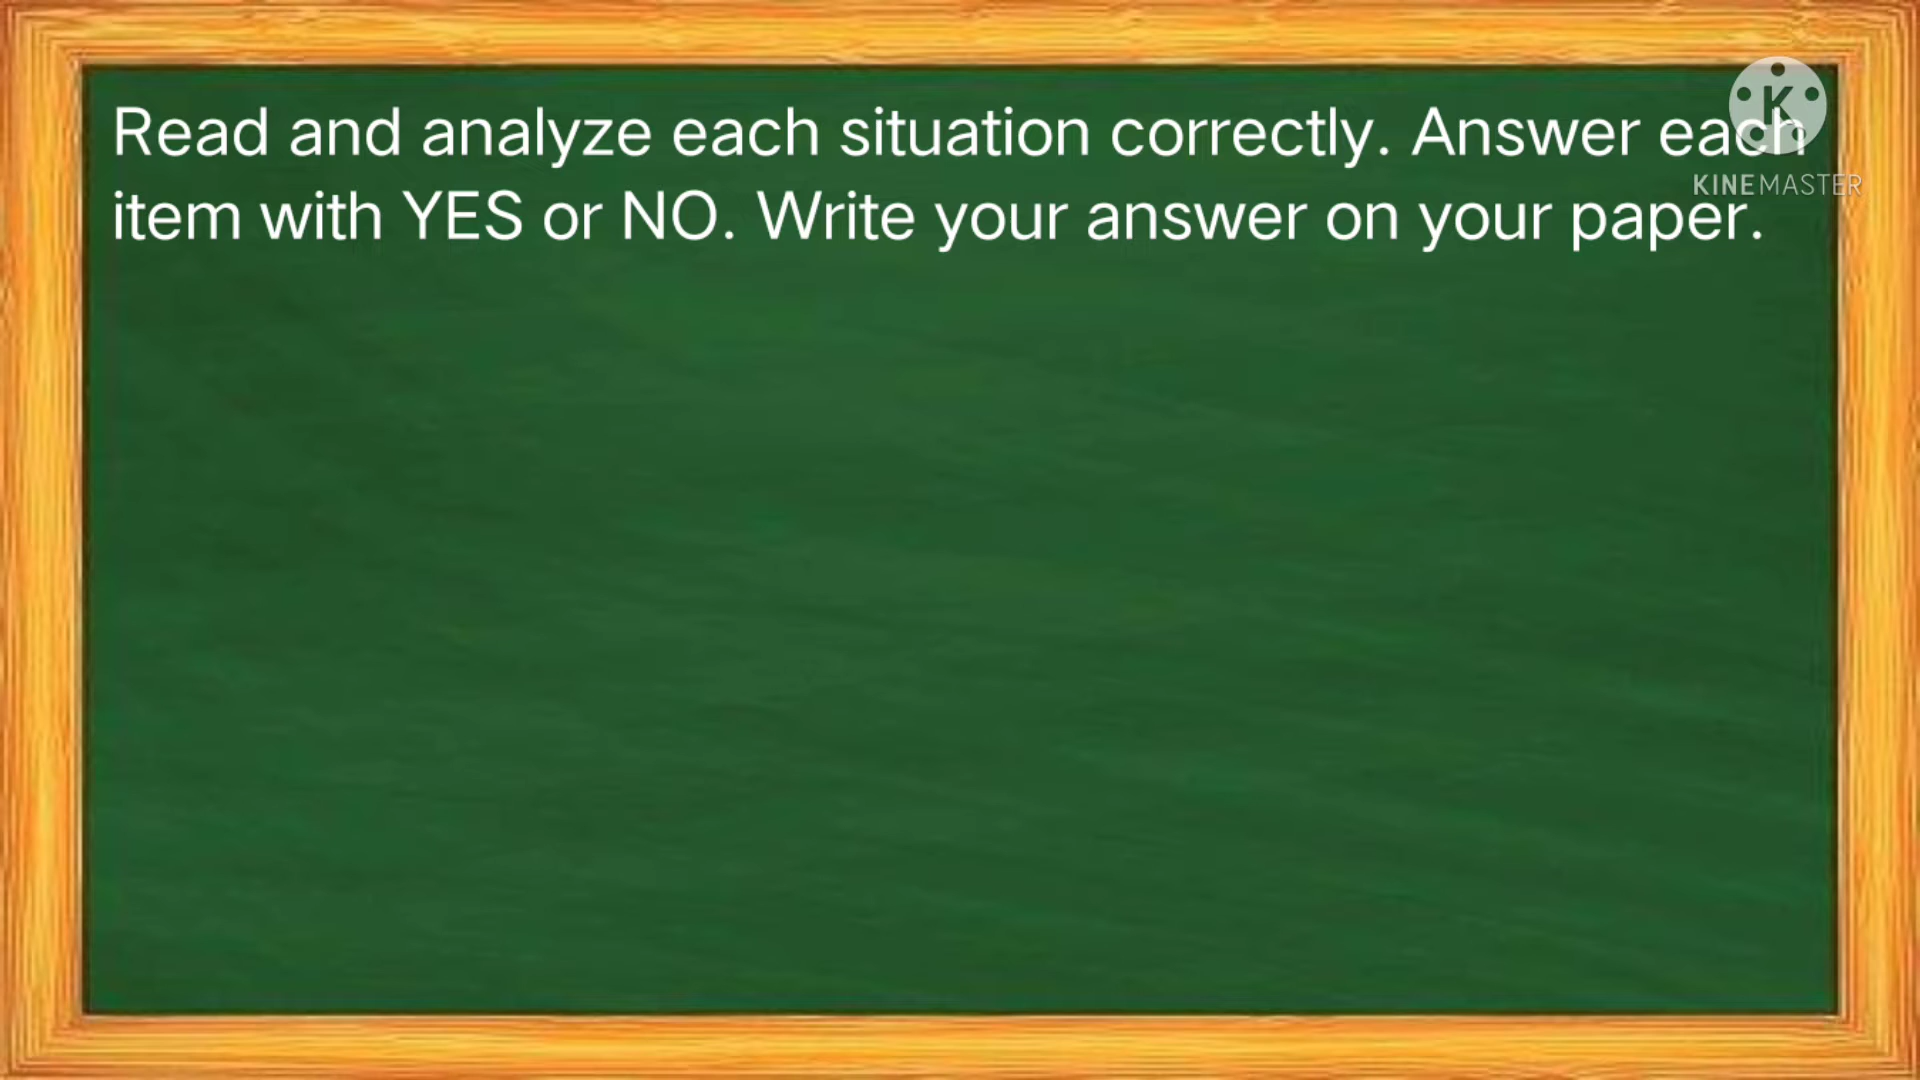 Read and analyze each situation correctly. Answer each
item with YES or NO. Write your answer on your paper.
K
KINEMASTER